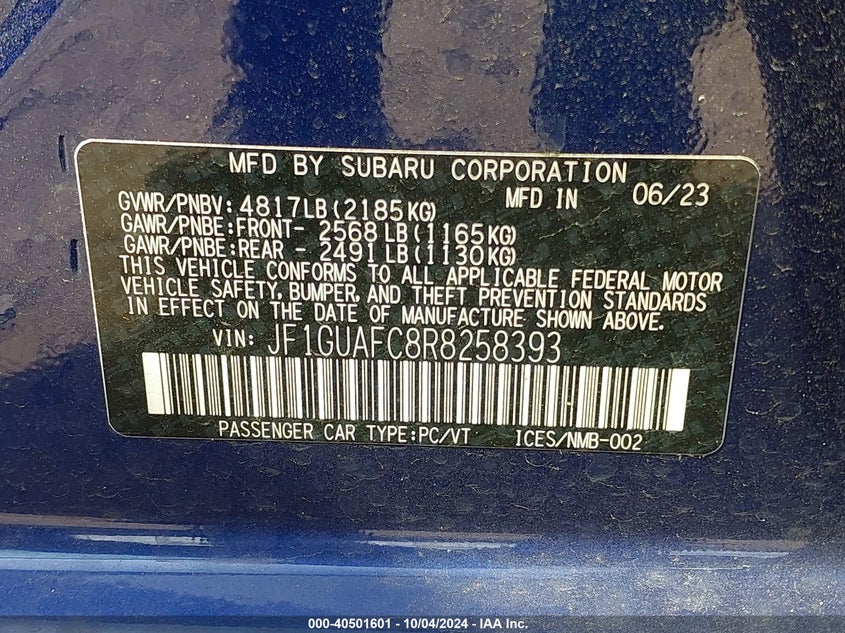 MFD BY SUBARU CORPORATION
MFD IN 06/23
GVWR/PNBV: 4817LB(2185KG)
GAWR/PNBE:FRONT- 2568LB(1165KG)
GAWR/PNBE:REAR - 2491LB(1130KG)
THIS VEHICLE CONFORMS TO ALL APPLICABLE FEDERAL MOTOR
VEHICLE SAFETY, BUMPER, AND THEFT PREVENTION STANDARDS
IN EFFECT ON THE DATE OF MANUFACTURE SHOWN ABOVE.
VIN: JF1GUAFC8R8258393
PASSENGER CAR TYPE:PC/VT ICES/NMB-002
000-40501601 - 10/04/2024 - IAA Inc.